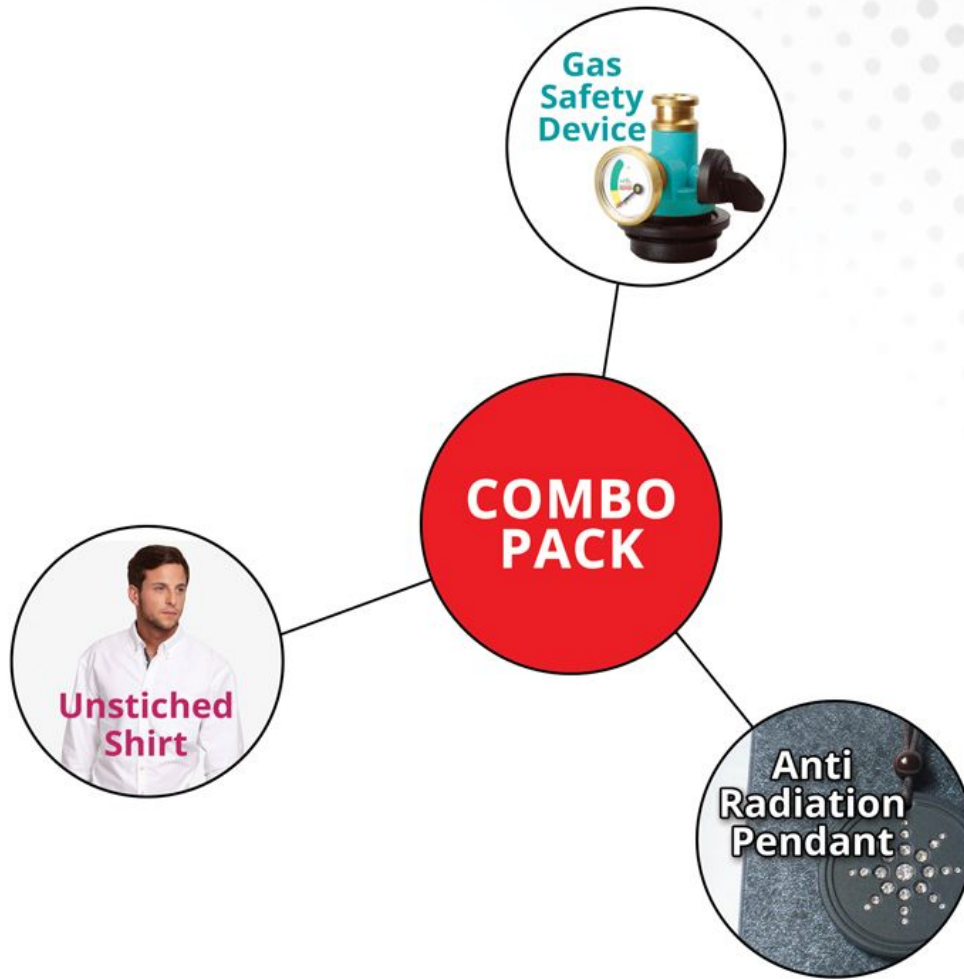 Gas
Safety
Device
COMBO
PACK
Unstiched
Shirt
Anti
Radiation
Pendant